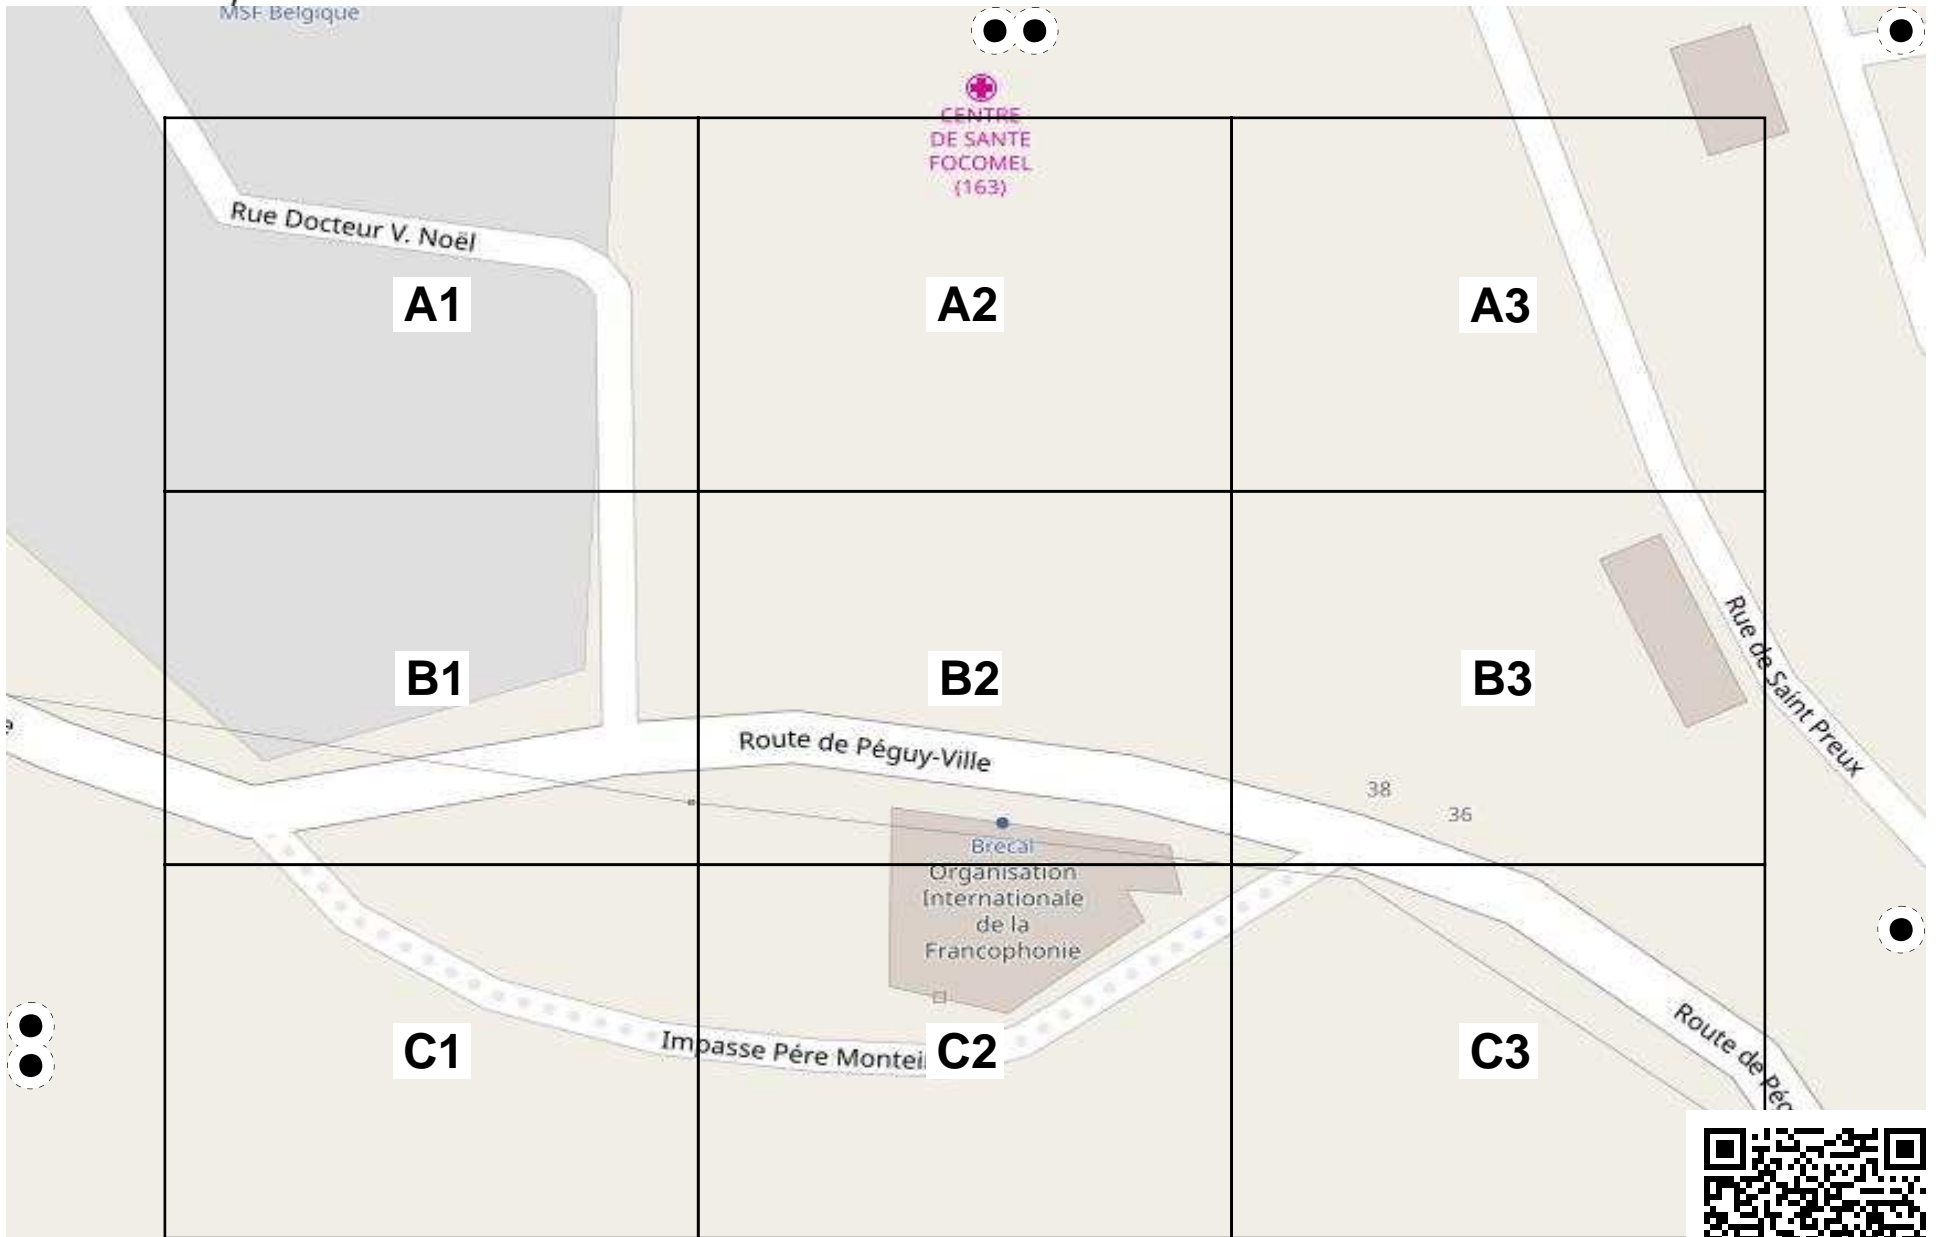 MSF Belgique
CENTRE
DE SANTE
FOCOMEL
(163)
Rue Docteur V. Noël
A1
A2
A3
B1
B2
B3
Rue de Saint Preux
e
Route de Péguy-Ville
38
36
Brecal
Organisation
Internationale
de la
Francophonie
Impasse Pére Montei
C1
C2
C3
Route de Pég